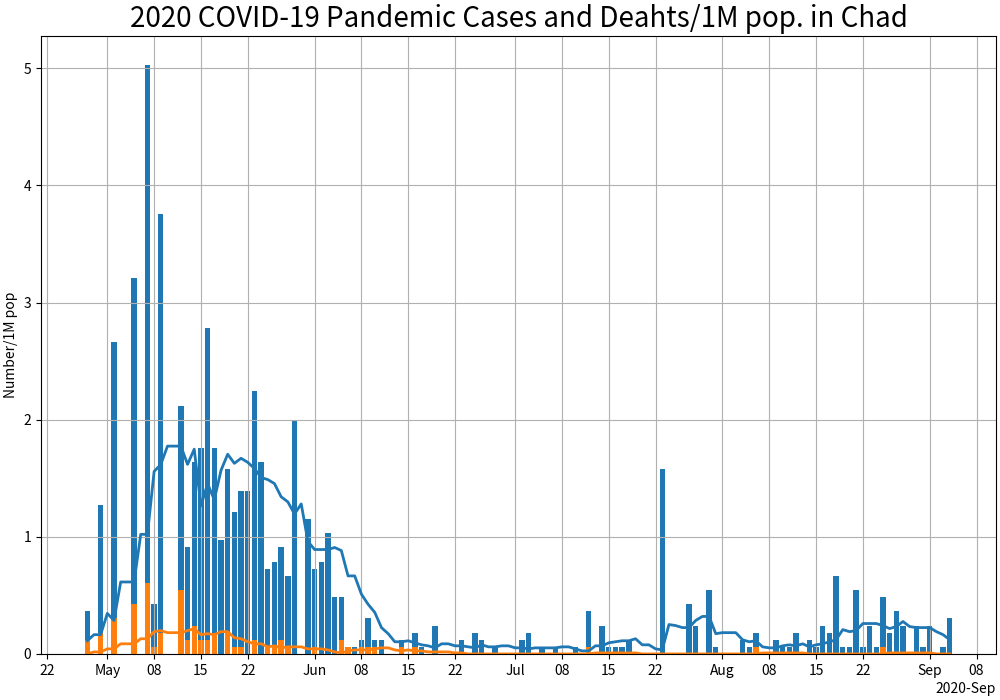 2020 COVID-19 Pandemic Cases and Deahts/1M pop. in Chad
Number/1M pop
5
4
3
2
1
0
22 May 08 15 22 Jun 08 15 22 Jul 08 15 22 Aug 08 15 22 Sep 08
2020-Sep